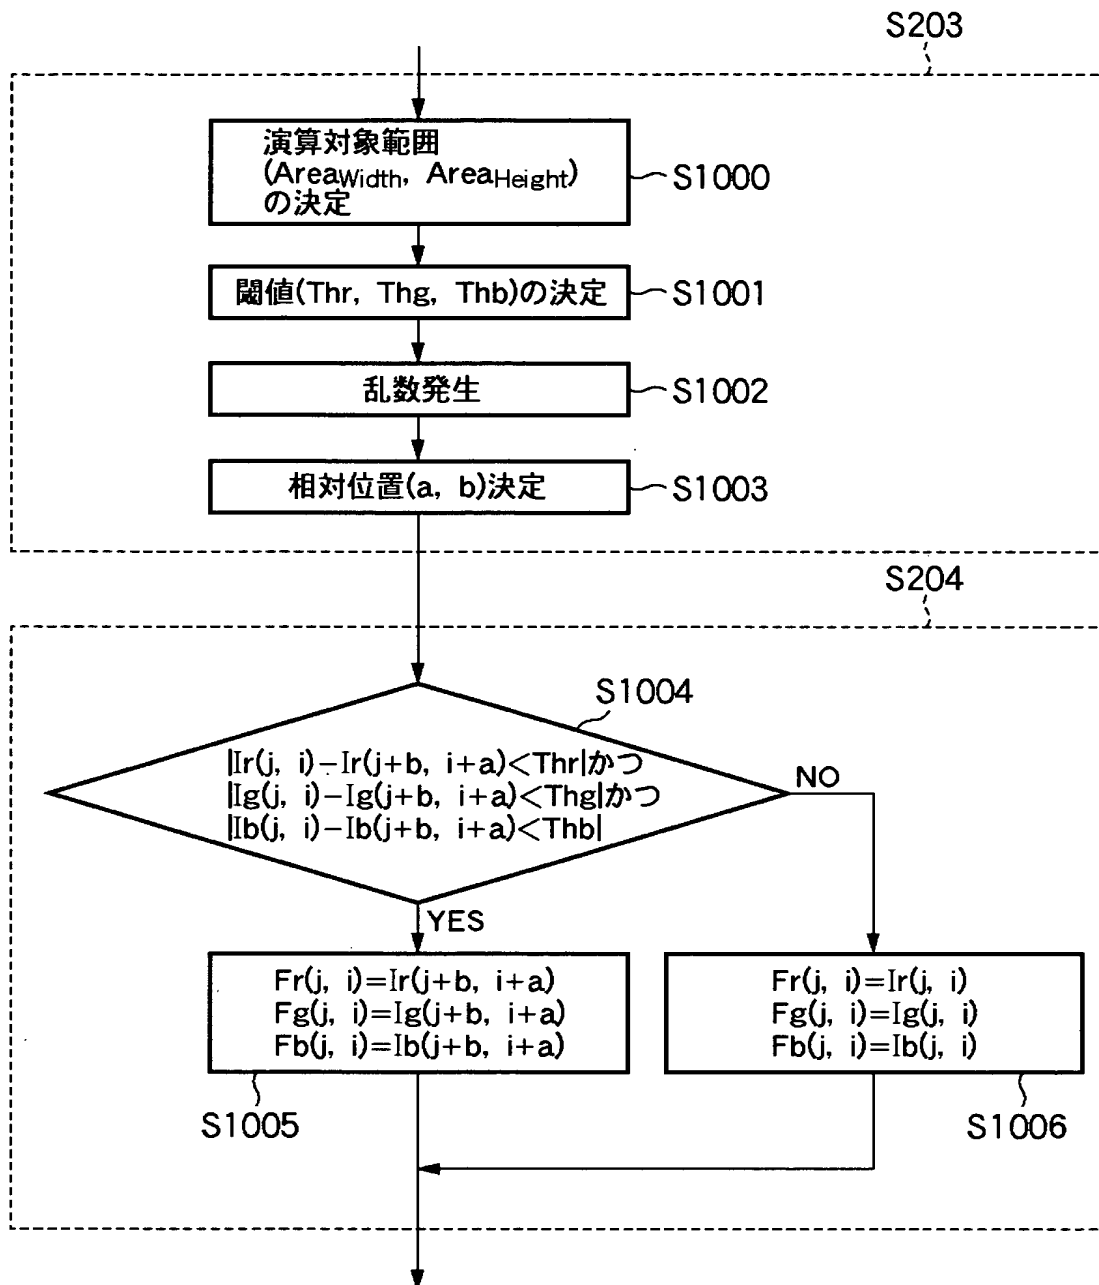 S203
演算対象範囲
(AreaWidth, AreaHeight)
の決定
S1000
閾値(Thr, Thg, Thb)の決定
S1001
乱数発生
S1002
相対位置(a, b)決定
S1003
S204
S1004
|Ir(j, i)−Ir(j+b, i+a)<Thr|かつ
|Ig(j, i)−Ig(j+b, i+a)<Thg|かつ
|Ib(j, i)−Ib(j+b, i+a)<Thb|
NO
YES
Fr(j, i)=Ir(j+b, i+a)
Fg(j, i)=Ig(j+b, i+a)
Fb(j, i)=Ib(j+b, i+a)
S1005
Fr(j, i)=Ir(j, i)
Fg(j, i)=Ig(j, i)
Fb(j, i)=Ib(j, i)
S1006